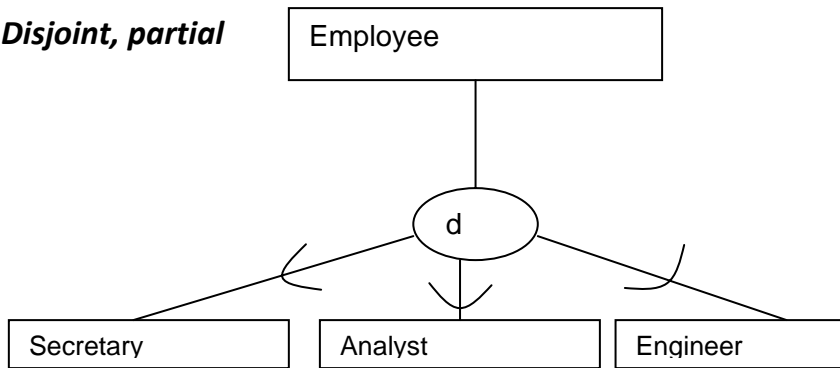 Disjoint, partial
Employee
d
Secretary
Analyst
Engineer